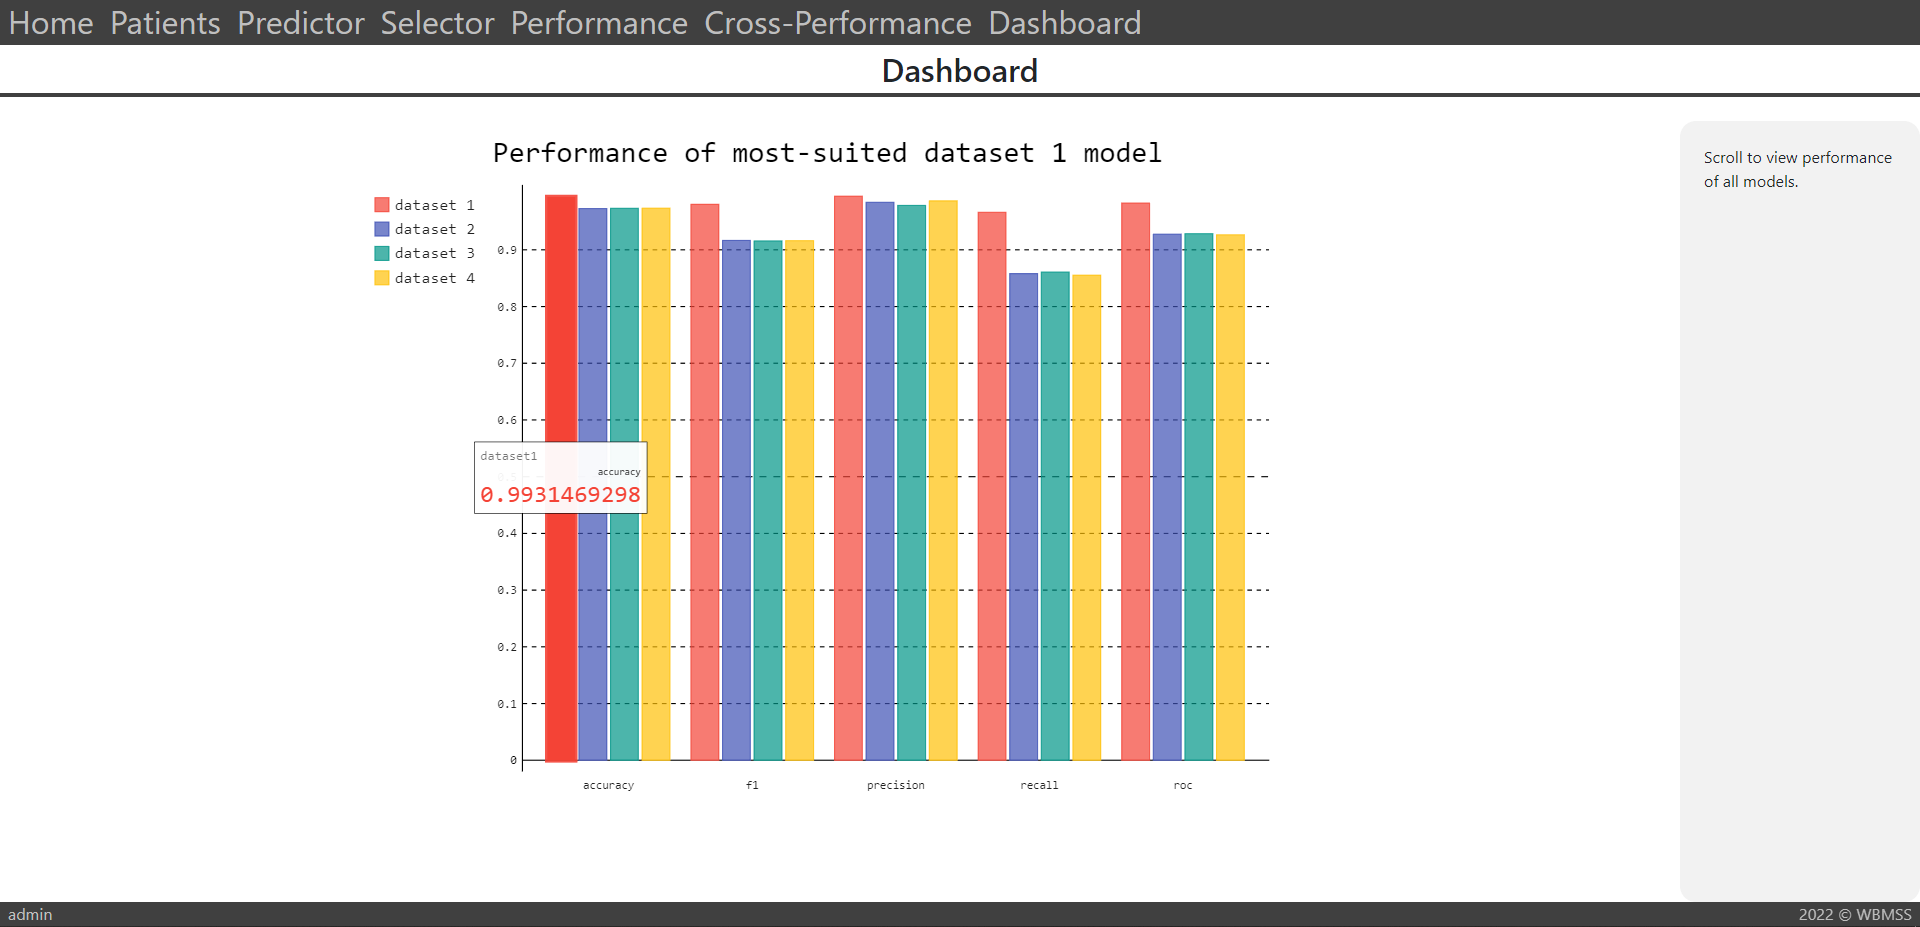 Home Patients Predictor Selector Performance Cross-Performance Dashboard
Dashboard
Performance of most-suited dataset 1 model
Scroll to view performance
of all models.
dataset 1
dataset 2
dataset 3
dataset 4
0.9
0.8
0.7
0.6
dataset1
accuracy
0.9931469298
0.4
0.3
0.2
0.1
0
accuracy f1 precision recall roc
admin
2022 © WBMSS